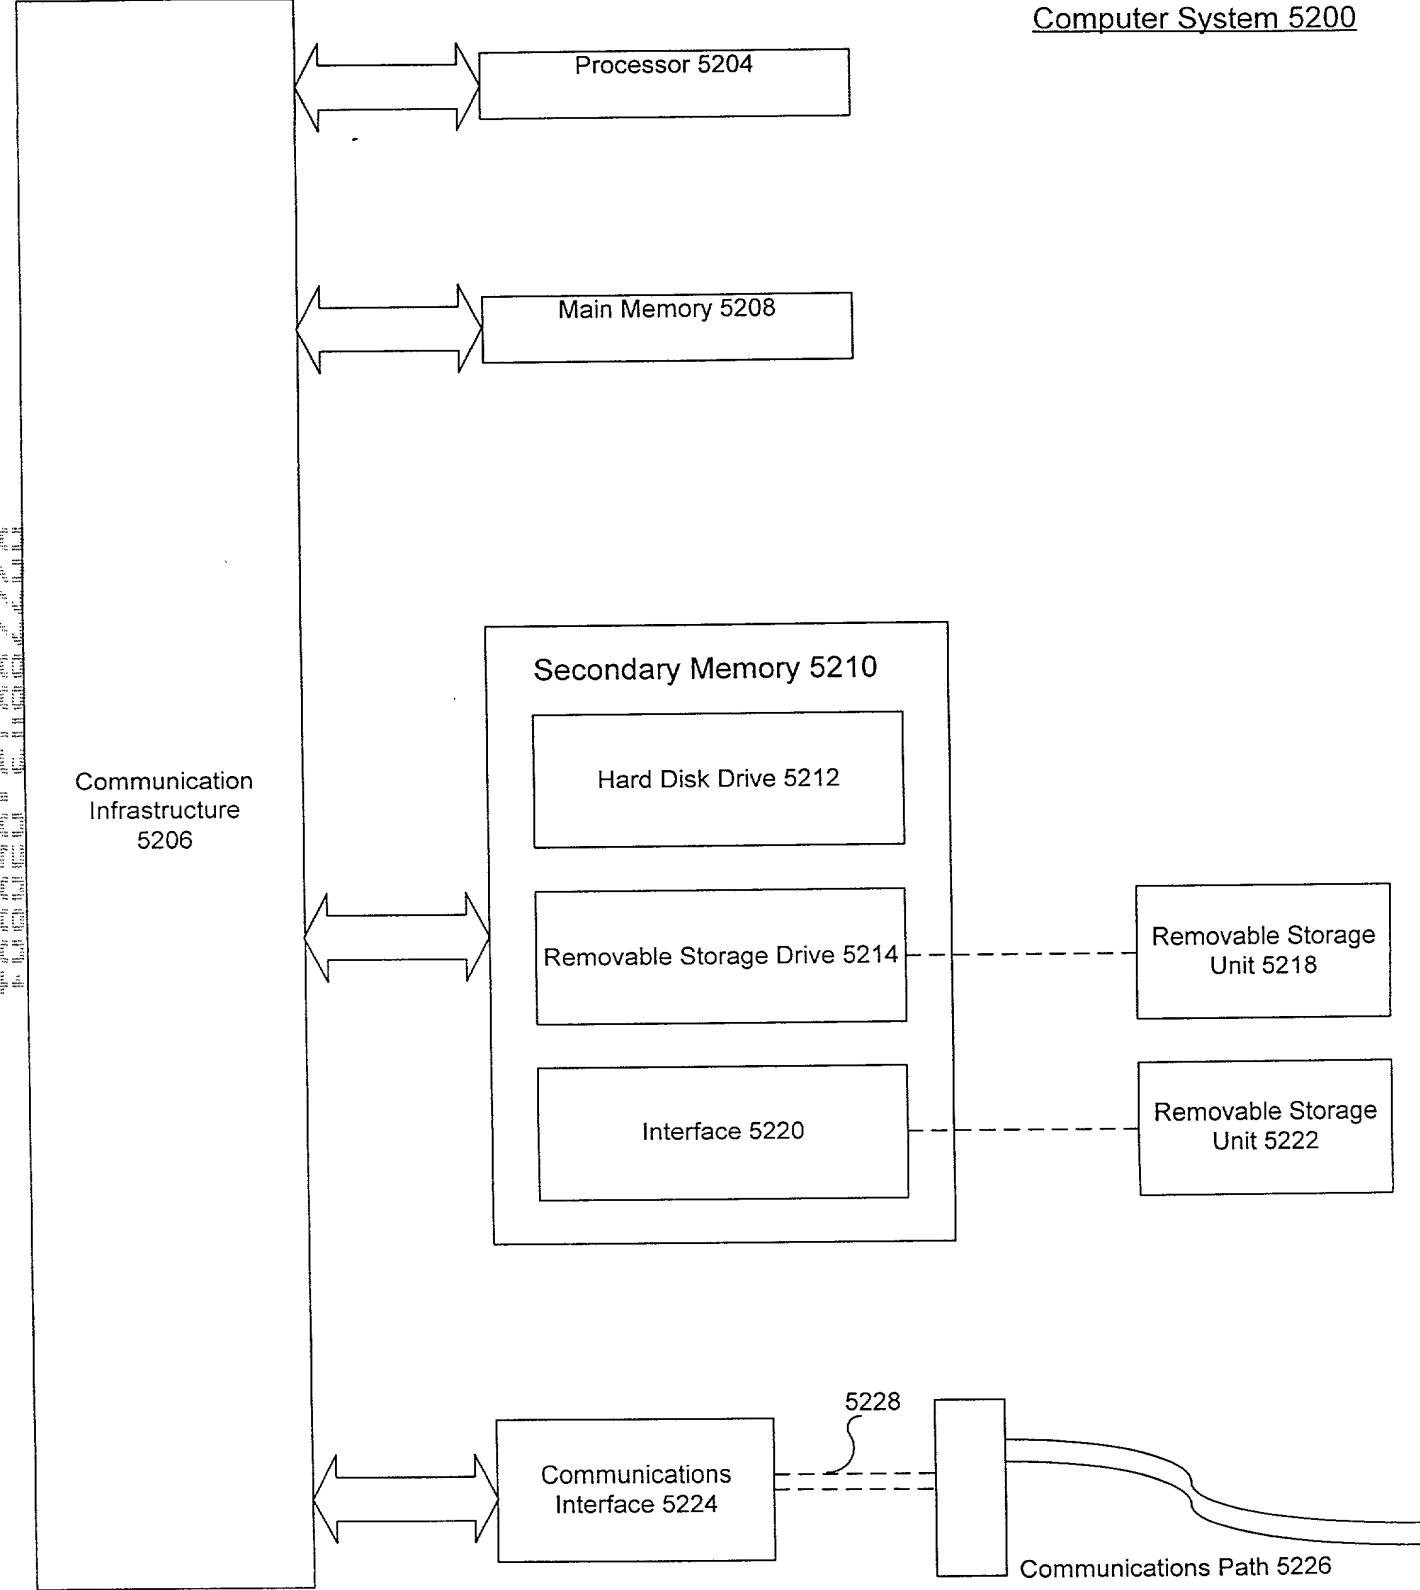 Computer System 5200
Processor 5204
Main Memory 5208
Secondary Memory 5210
Hard Disk Drive 5212
Communication
Infrastructure
5206
Removable Storage Drive 5214
Removable Storage
Unit 5218
Interface 5220
Removable Storage
Unit 5222
5228
Communications
Interface 5224
Communications Path 5226